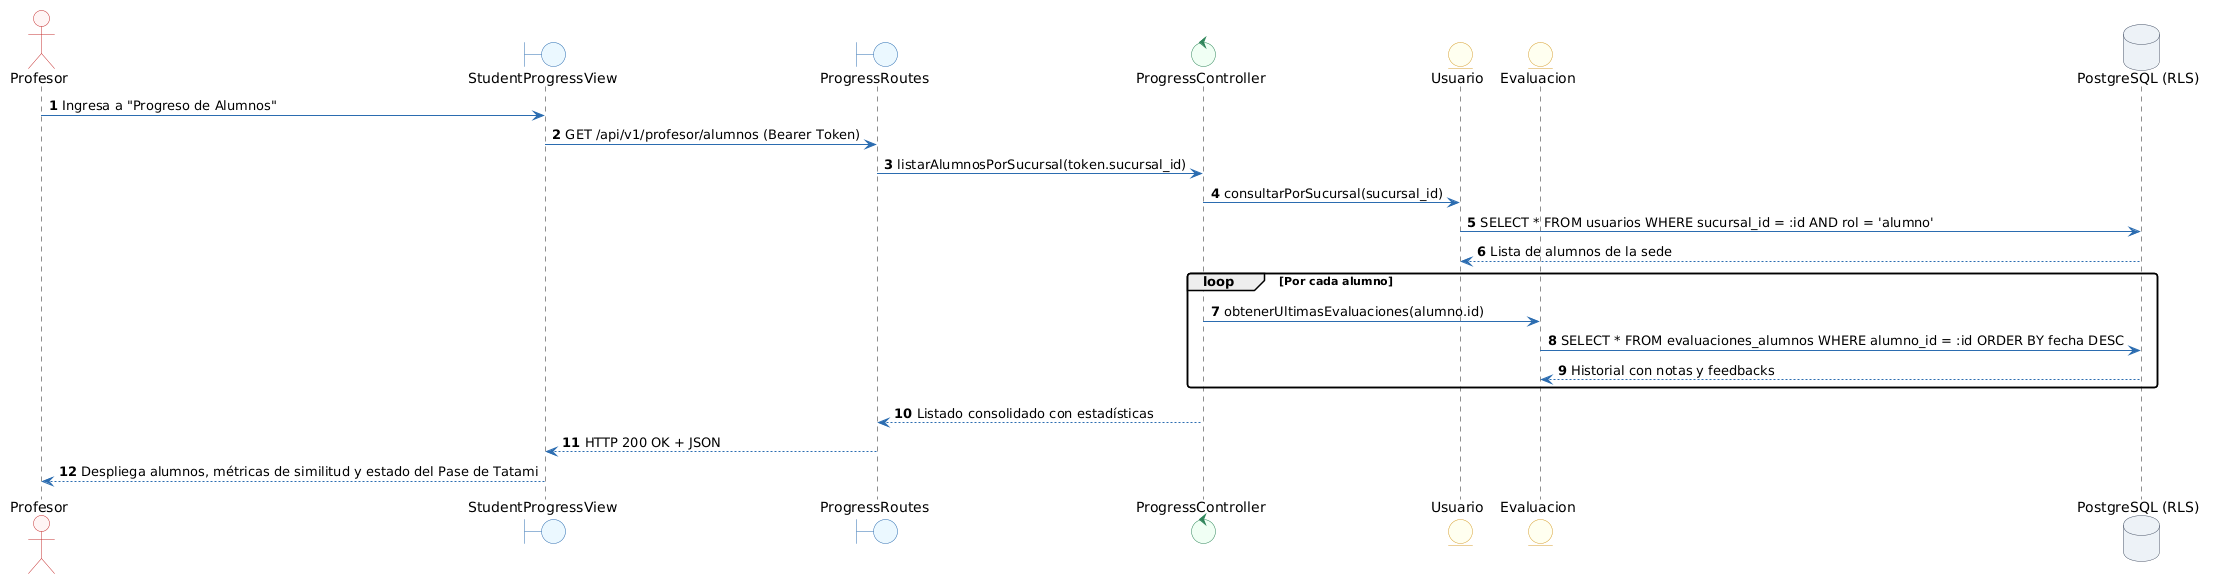 Profesor
StudentProgressView
ProgressRoutes
ProgressController
Usuario
Evaluacion
PostgreSQL (RLS)
1 Ingresa a "Progreso de Alumnos"
2 GET /api/v1/profesor/alumnos (Bearer Token)
3 listarAlumnosPorSucursal(token.sucursal_id)
4 consultarPorSucursal(sucursal_id)
5 SELECT * FROM usuarios WHERE sucursal_id = :id AND rol = 'alumno'
6 Lista de alumnos de la sede
loop [Por cada alumno]
7 obtenerUltimasEvaluaciones(alumno.id)
8 SELECT * FROM evaluaciones_alumnos WHERE alumno_id = :id ORDER BY fecha DESC
9 Historial con notas y feedbacks
10 Listado consolidado con estadísticas
11 HTTP 200 OK + JSON
12 Despliega alumnos, métricas de similitud y estado del Pase de Tatami
Profesor
StudentProgressView
ProgressRoutes
ProgressController
Usuario
Evaluacion
PostgreSQL (RLS)